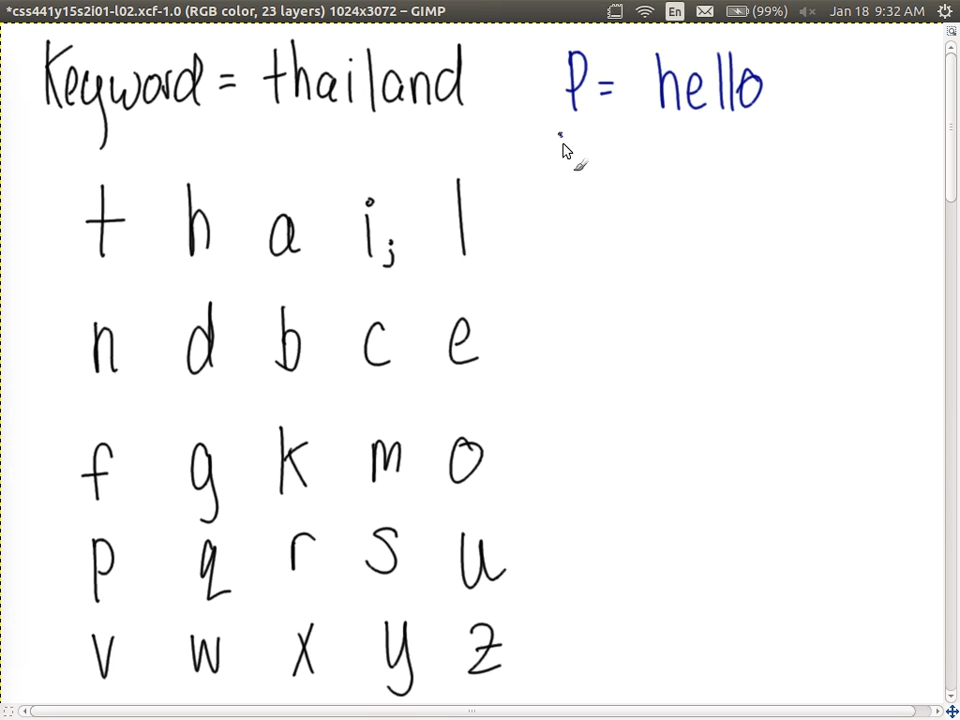 *css441y15s2i01-l02.xcf-1.0 (RGB color, 23 layers) 1024x3072 – GIMP En (99%) Jan 18 9:32 AM
Keyword = thailand P = hello
t h a i,j l
n d b c e
f g k m o
p q r s u
v w x y z